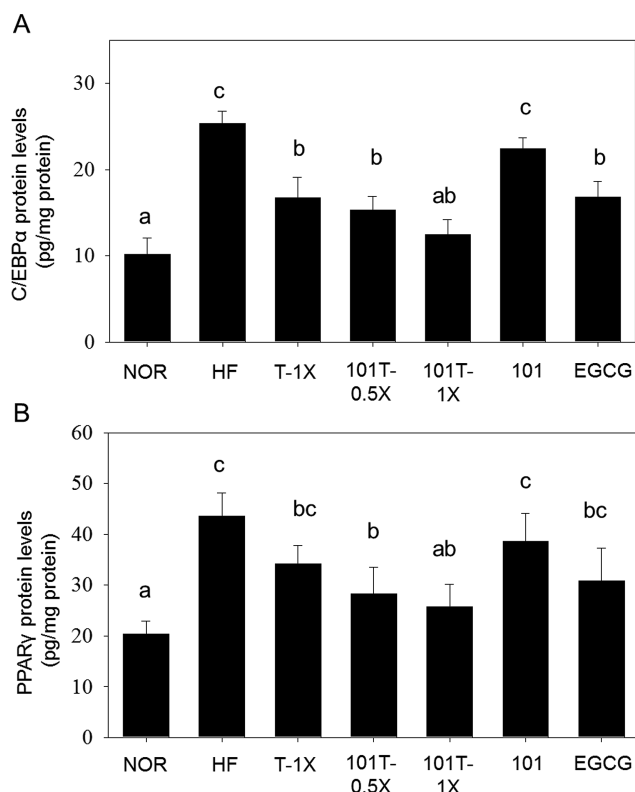 A
C/EBPα protein levels
(pg/mg protein)
30
20
10
0
a
c
b
b
ab
c
b
NOR HF T-1X 101T-0.5X 101T-1X 101 EGCG
B
PPARγ protein levels
(pg/mg protein)
60
50
40
30
20
10
0
a
c
bc
b
ab
c
bc
NOR HF T-1X 101T-0.5X 101T-1X 101 EGCG